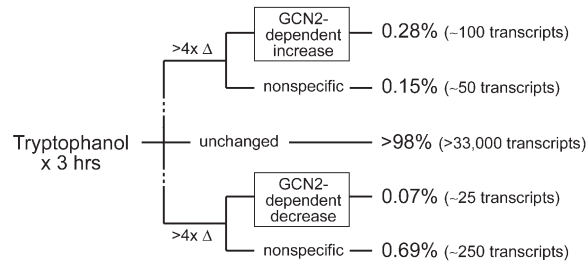 GCN2-
dependent
increase
0.28% (~100 transcripts)
>4x Δ
nonspecific
0.15% (~50 transcripts)
Tryptophanol
x 3 hrs
unchanged
>98% (>33,000 transcripts)
GCN2-
dependent
decrease
0.07% (~25 transcripts)
>4x Δ
nonspecific
0.69% (~250 transcripts)